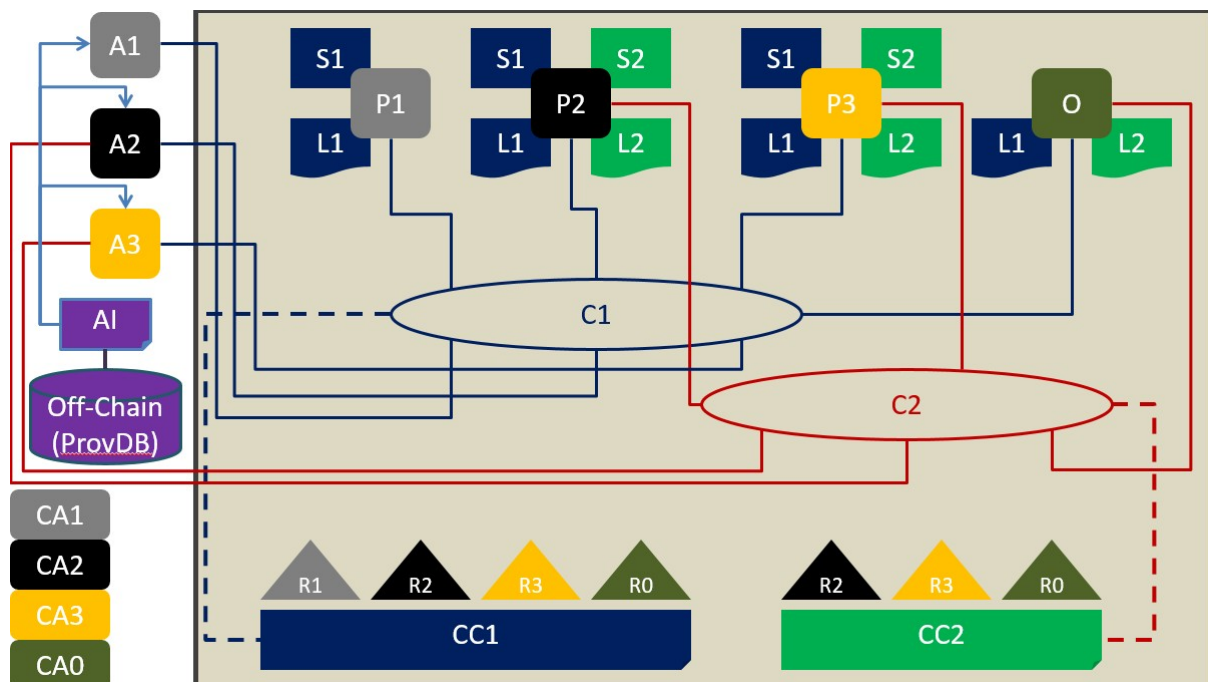 A1
A2
A3
AI
Off-Chain
(ProvDB)
CA1
CA2
CA3
CA0
S1
P1
L1
S1
S2
P2
L1
L2
S1
S2
P3
L1
L2
O
L1
L2
C1
C2
R1
R2
R3
R0
CC1
R2
R3
R0
CC2